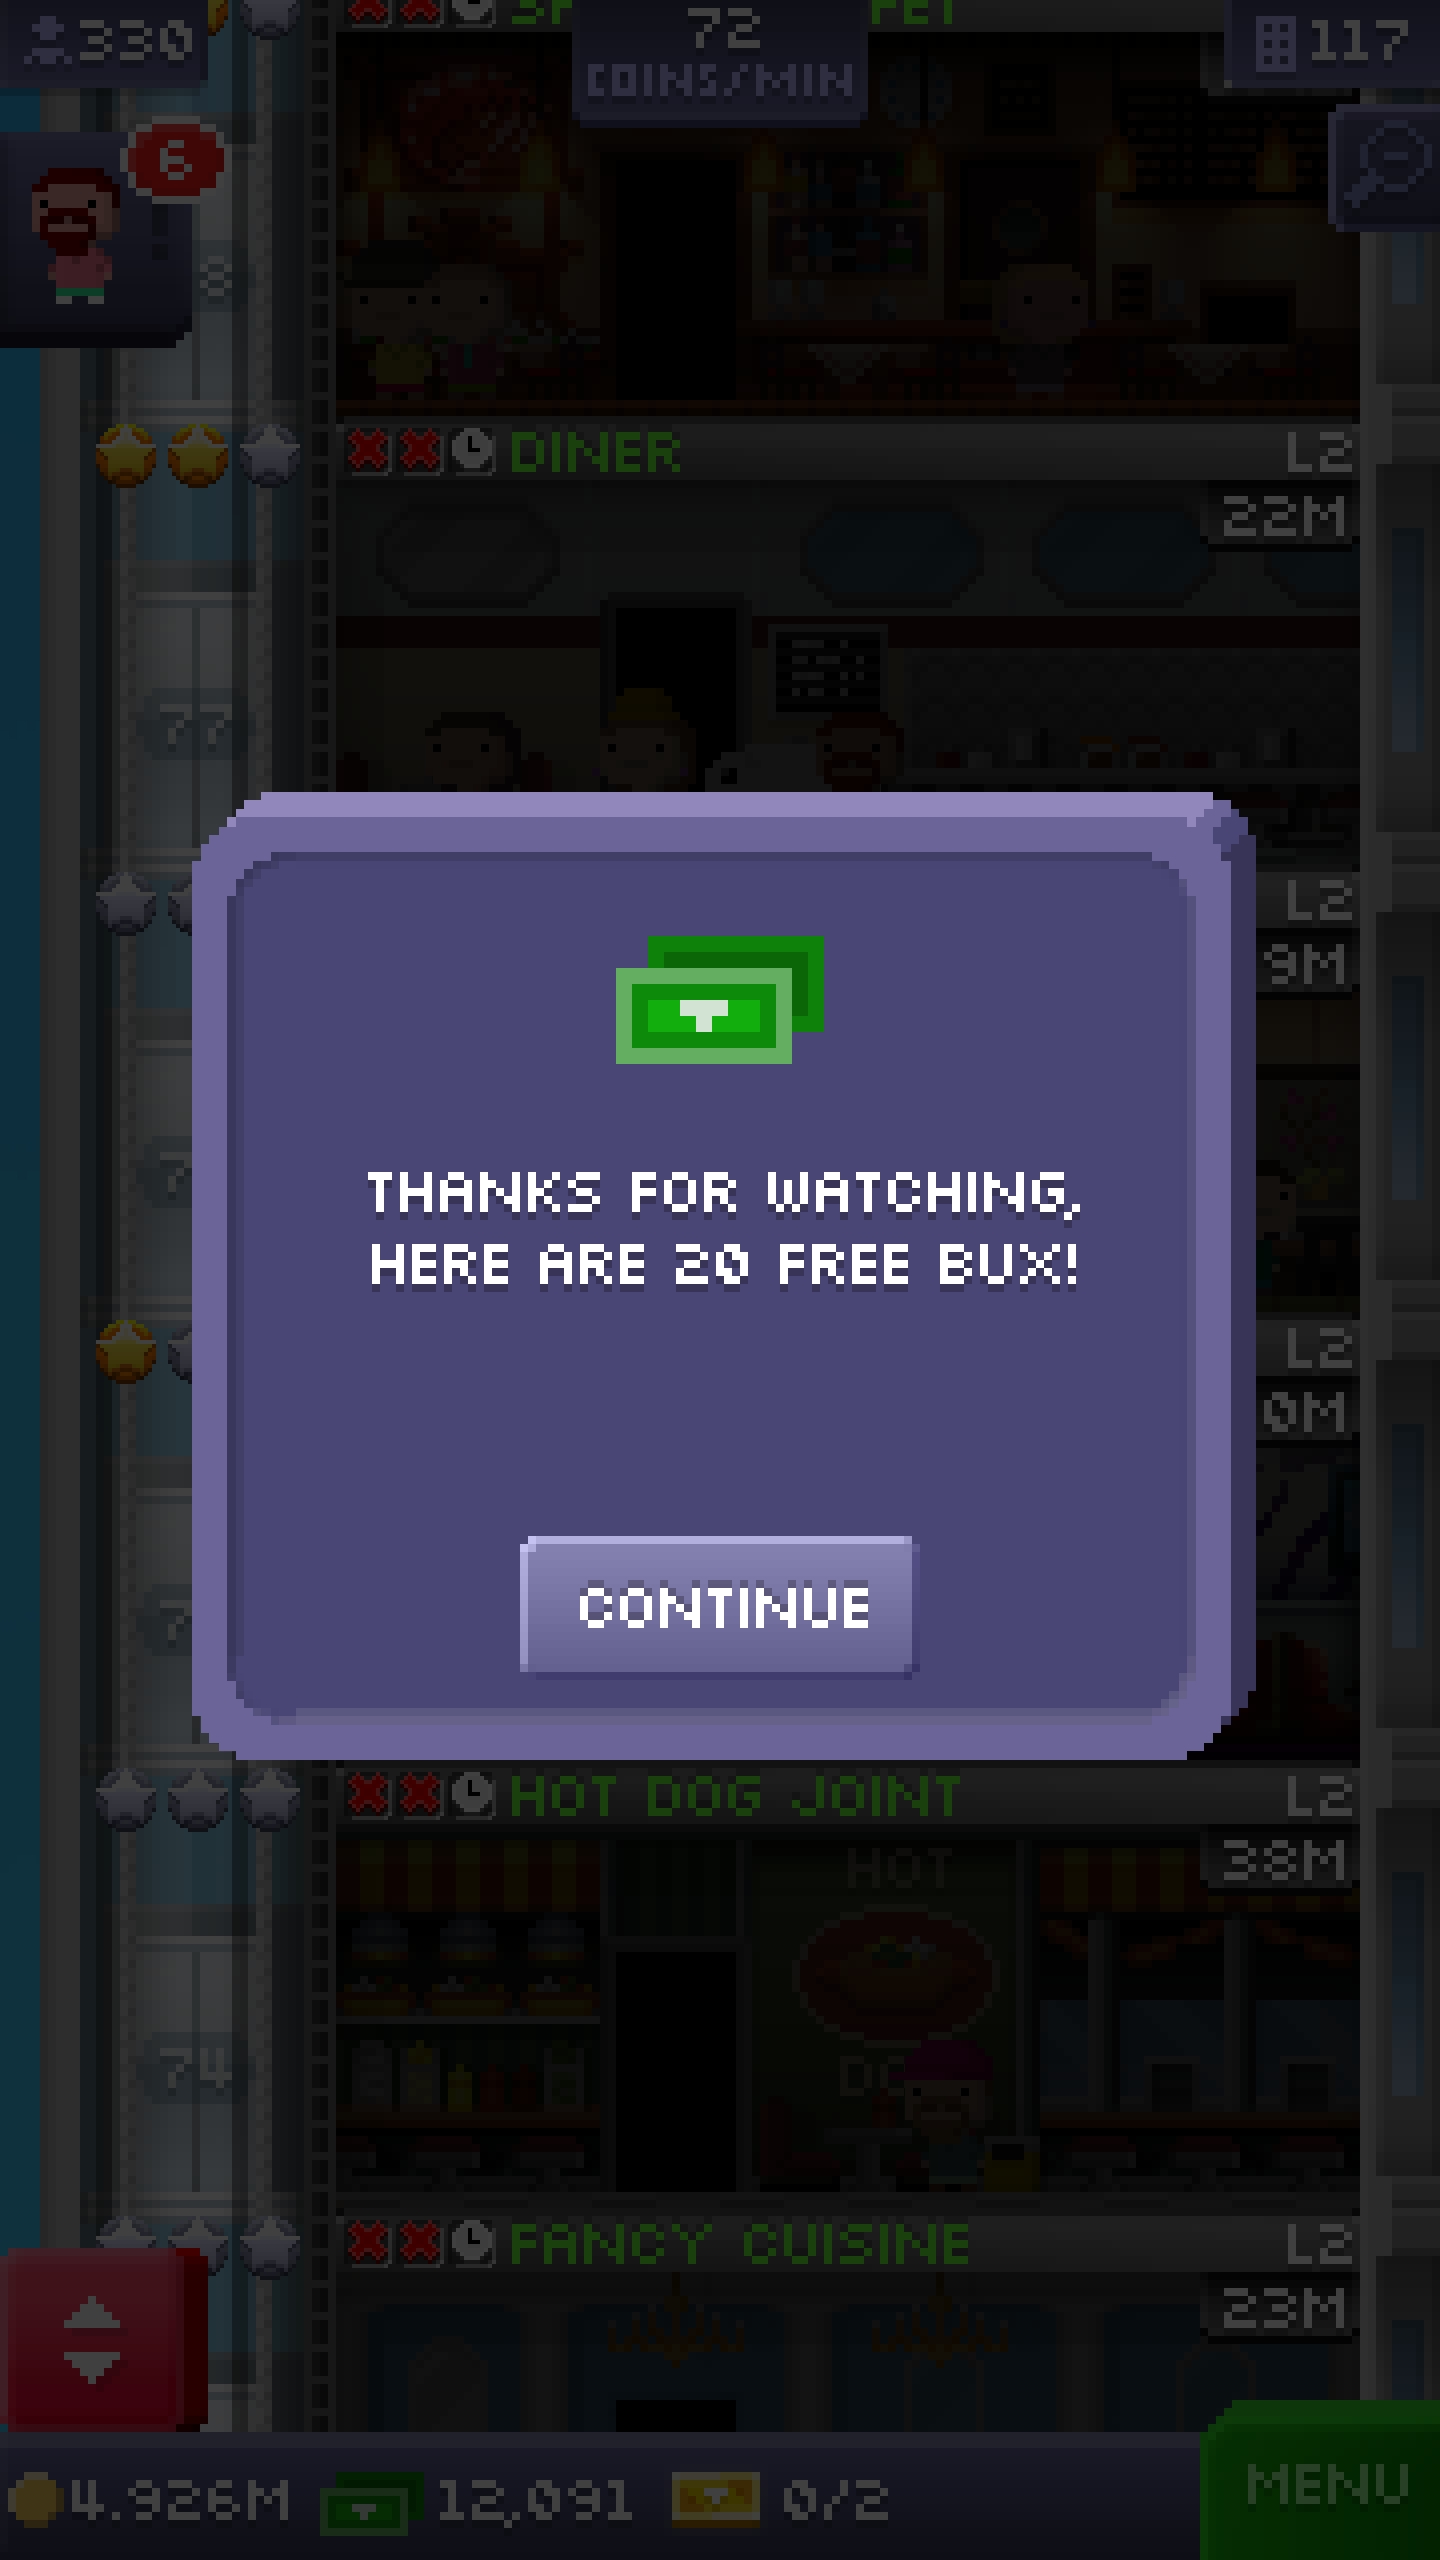 330
72
COINS/MIN
117
6
8
DINER L2
22M
77
L2
9M
L2
0M
THANKS FOR WATCHING,
HERE ARE 20 FREE BUX!
CONTINUE
HOT DOG JOINT L2
38M
HOT
74
FANCY CUISINE L2
23M
4.926M 12,091 0/2
MENU